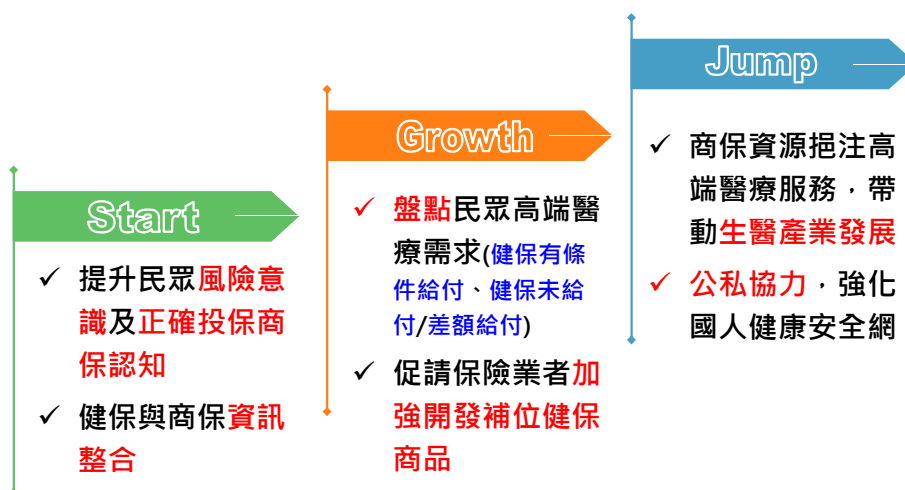 Start
✓ 提升民眾風險意
識及正確投保商
保認知
✓ 健保與商保資訊
整合
Growth
✓ 盤點民眾高端醫
療需求(健保有條
件給付、健保未給
付/差額給付)
✓ 促請保險業者加
強開發補位健保
商品
Jump
✓ 商保資源挹注高
端醫療服務，帶
動生醫產業發展
✓ 公私協力，強化
國人健康安全網